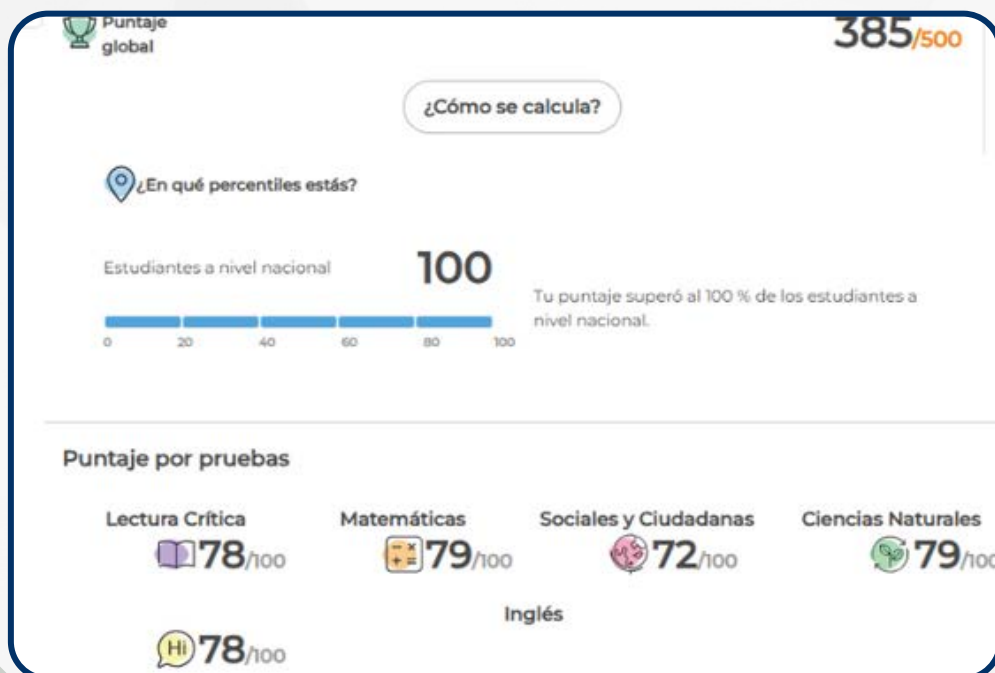 Puntaje
global
385/500
¿Cómo se calcula?
¿En qué percentiles estás?
Estudiantes a nivel nacional
100
0 20 40 60 80 100
Tu puntaje superó al 100 % de los estudiantes a
nivel nacional.
Puntaje por pruebas
Lectura Crítica
78/100
Matemáticas
79/100
Sociales y Ciudadanas
72/100
Ciencias Naturales
79/100
Inglés
Hi
78/100